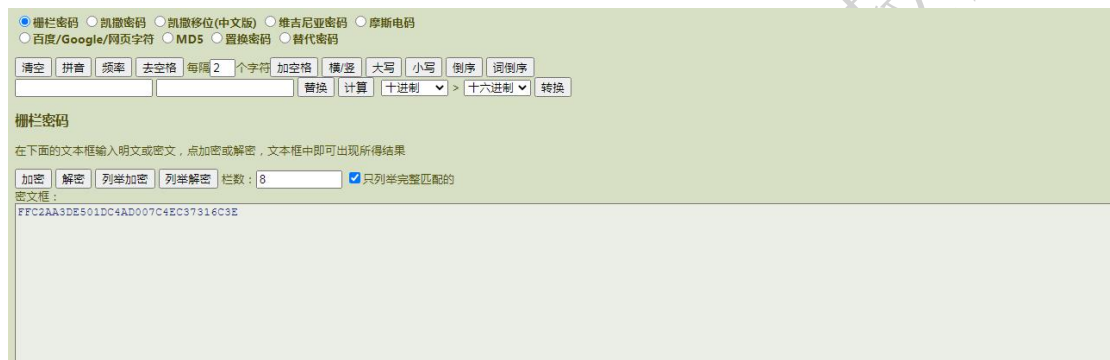 栅栏密码 凯撒密码 凯撒移位(中文版) 维吉尼亚密码 摩斯电码
百度/Google/网页字符 MD5 置换密码 替代密码
清空 拼音 频率 去空格 每隔 2 个字符 加空格 横/竖 大写 小写 倒序 词倒序
替换 计算 十进制 > 十六进制 转换
栅栏密码
在下面的文本框输入明文或密文，点加密或解密，文本框中即可出现所得结果
加密 解密 列举加密 列举解密 栏数：8 只列举完整匹配的
密文框：
FFC2AA3DE501DC4AD007C4EC37316C3E